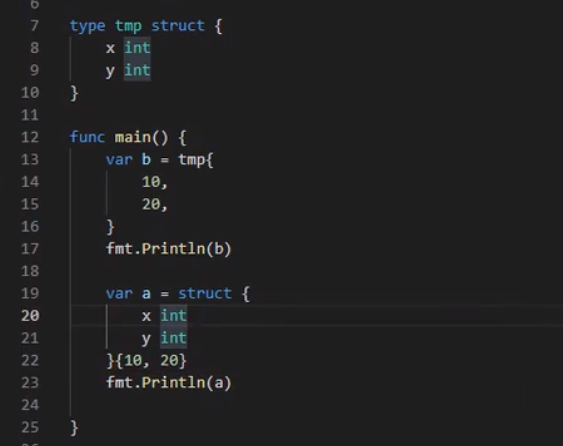 6
7 type tmp struct {
8     x int
9     y int
10 }
11
12 func main() {
13     var b = tmp{
14         10,
15         20,
16     }
17     fmt.Println(b)
18
19     var a = struct {
20         x int
21         y int
22     }{10, 20}
23     fmt.Println(a)
24
25 }